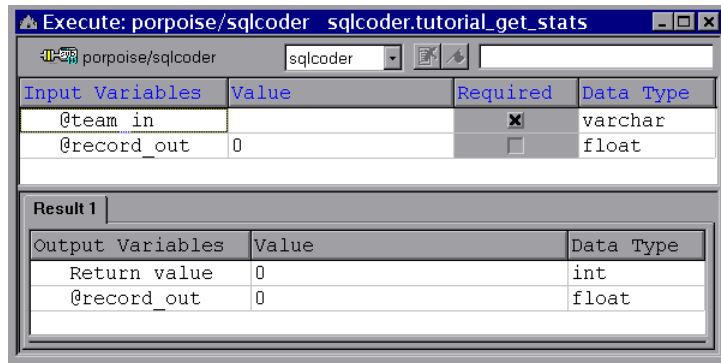 Execute: porpoise/sqlcoder sqlcoder.tutorial_get_stats
porpoise/sqlcoder sqlcoder
Input Variables Value Required Data Type
@team_in varchar
@record_out 0 float
Result 1
Output Variables Value Data Type
Return value 0 int
@record_out 0 float